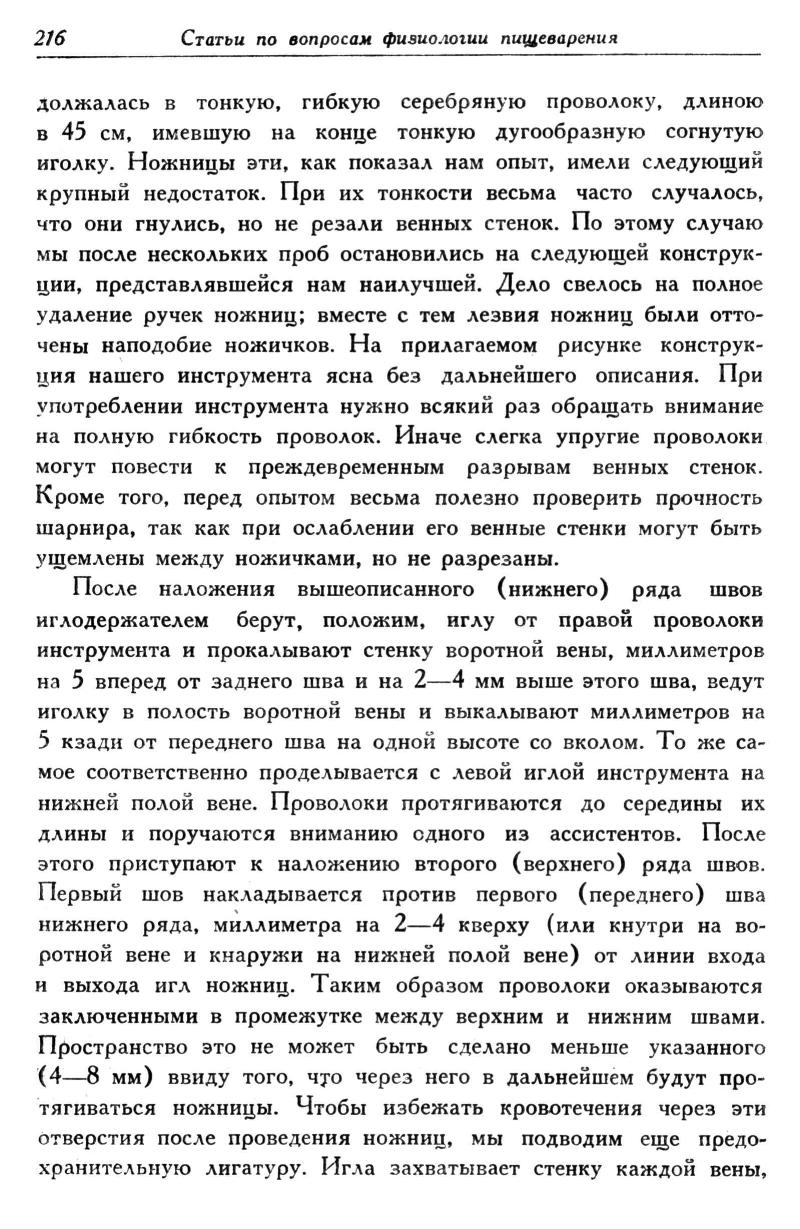 216 Статьи по вопросам физиологии пищеварения
должалась в тонкую, гибкую серебряную проволоку, длиною
в 45 см, имевшую на конце тонкую дугообразную согнутую
иголку. Ножницы эти, как показал нам опыт, имели следующий
крупный недостаток. При их тонкости весьма часто случалось,
что они гнулись, но не резали венных стенок. По этому случаю
мы после нескольких проб остановились на следующей конструк-
ции, представлявшейся нам наилучшей. Дело свелось на полное
удаление ручек ножниц; вместе с тем лезвия ножниц были отто-
чены наподобие ножичков. На прилагаемом рисунке конструк-
ция нашего инструмента ясна без дальнейшего описания. При
употреблении инструмента нужно всякий раз обращать внимание
на полную гибкость проволок. Иначе слегка упругие проволоки
могут повести к преждевременным разрывам венных стенок.
Кроме того, перед опытом весьма полезно проверить прочность
шарнира, так как при ослаблении его венные стенки могут быть
ущемлены между ножичками, но не разрезаны.
После наложения вышеописанного (нижнего) ряда швов
иглодержателем берут, положим, иглу от правой проволоки
инструмента и прокалывают стенку воротной вены, миллиметров
на 5 вперед от заднего шва и на 2—4 мм выше этого шва, ведут
иголку в полость воротной вены и выкалывают миллиметров на
5 кзади от переднего шва на одной высоте со вколом. То же са-
мое соответственно проделывается с левой иглой инструмента на
нижней полой вене. Проволоки протягиваются до середины их
длины и поручаются вниманию одного из ассистентов. После
этого приступают к наложению второго (верхнего) ряда швов.
Первый шов накладывается против первого (переднего) шва
нижнего ряда, миллиметра на 2—4 кверху (или кнутри на во-
ротной вене и кнаружи на нижней полой вене) от линии входа
и выхода игл ножниц. Таким образом проволоки оказываются
заключенными в промежутке между верхним и нижним швами.
Пространство это не может быть сделано меньше указанного
(4—8 мм) ввиду того, что через него в дальнейшем будут про-
тягиваться ножницы. Чтобы избежать кровотечения через эти
отверстия после проведения ножниц, мы подводим еще предо-
хранительную лигатуру. Игла захватывает стенку каждой вены,